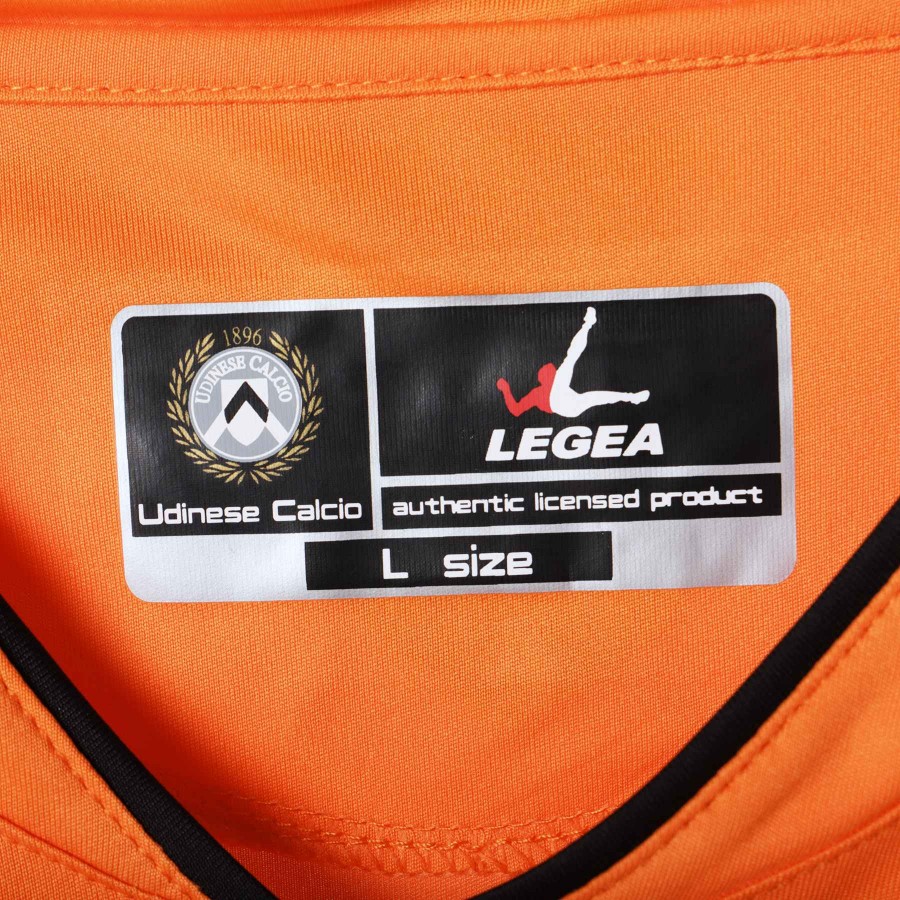 1896
UDINESE CALCIO
Udinese Calcio
LEGEA
authentic licensed product
L size